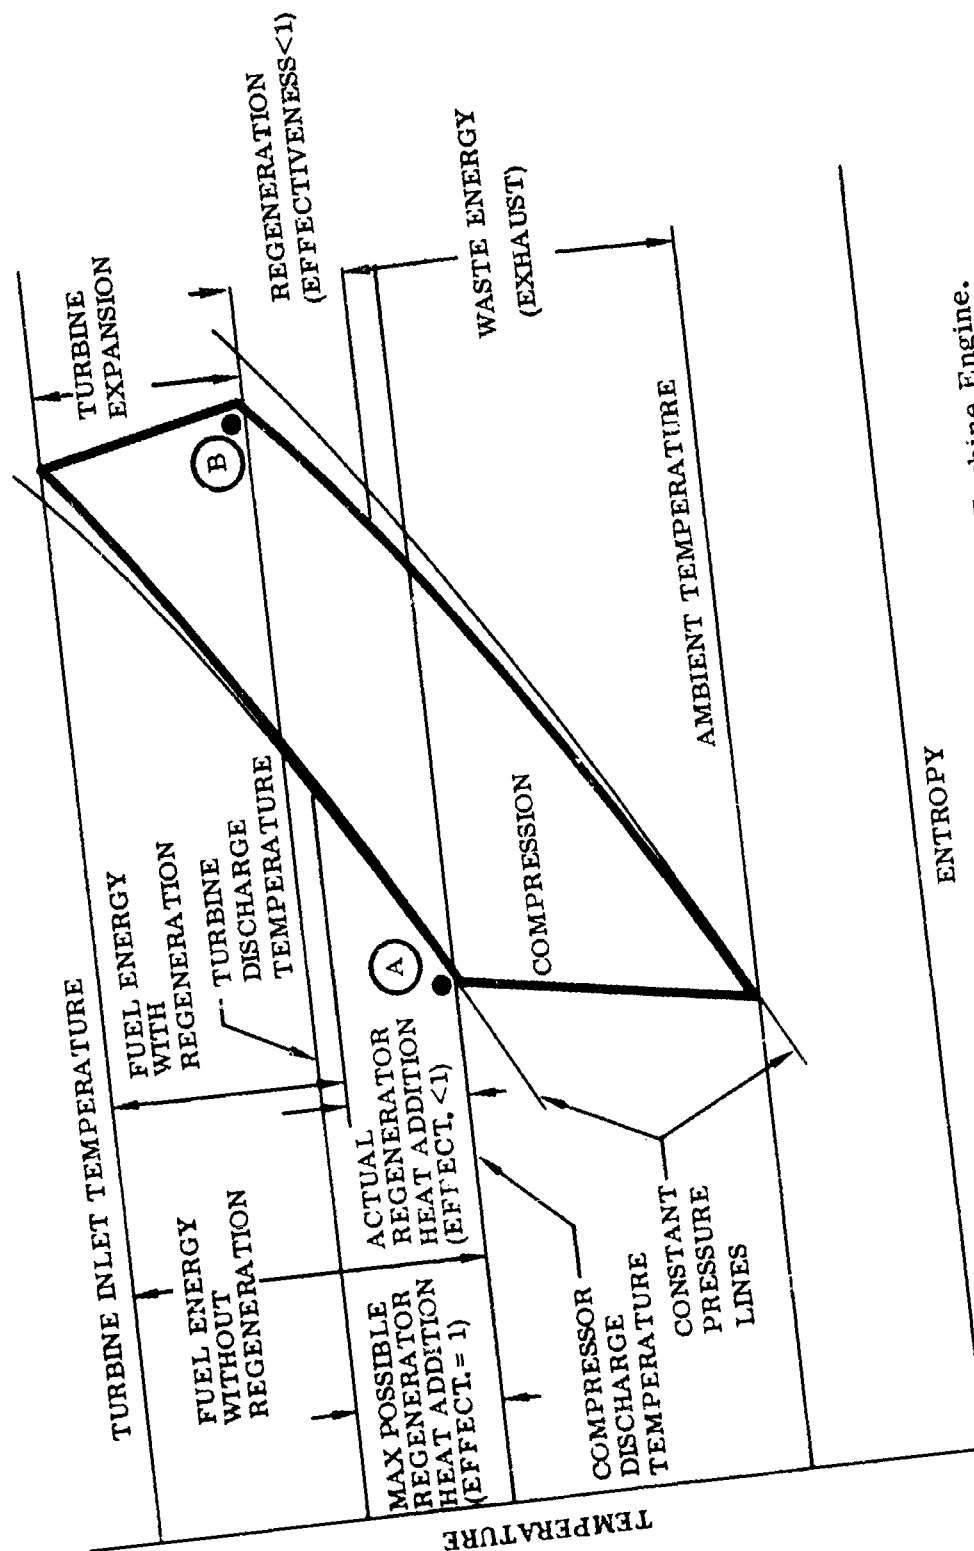 TURBINE INLET TEMPERATURE
FUEL ENERGY
WITHOUT
REGENERATION
FUEL ENERGY
WITH
REGENERATION
TURBINE
DISCHARGE
TEMPERATURE
TURBINE
EXPANSION
REGENERATION
(EFFECTIVENESS<1)
B
A
MAX POSSIBLE
REGENERATOR
HEAT ADDITION
(EFFECT. = 1)
ACTUAL
REGENERATOR
HEAT ADDITION
(EFFECT. <1)
COMPRESSION
WASTE ENERGY
(EXHAUST)
COMPRESSOR
DISCHARGE
TEMPERATURE
CONSTANT
PRESSURE
LINES
AMBIENT TEMPERATURE
TEMPERATURE
ENTROPY
Engine.